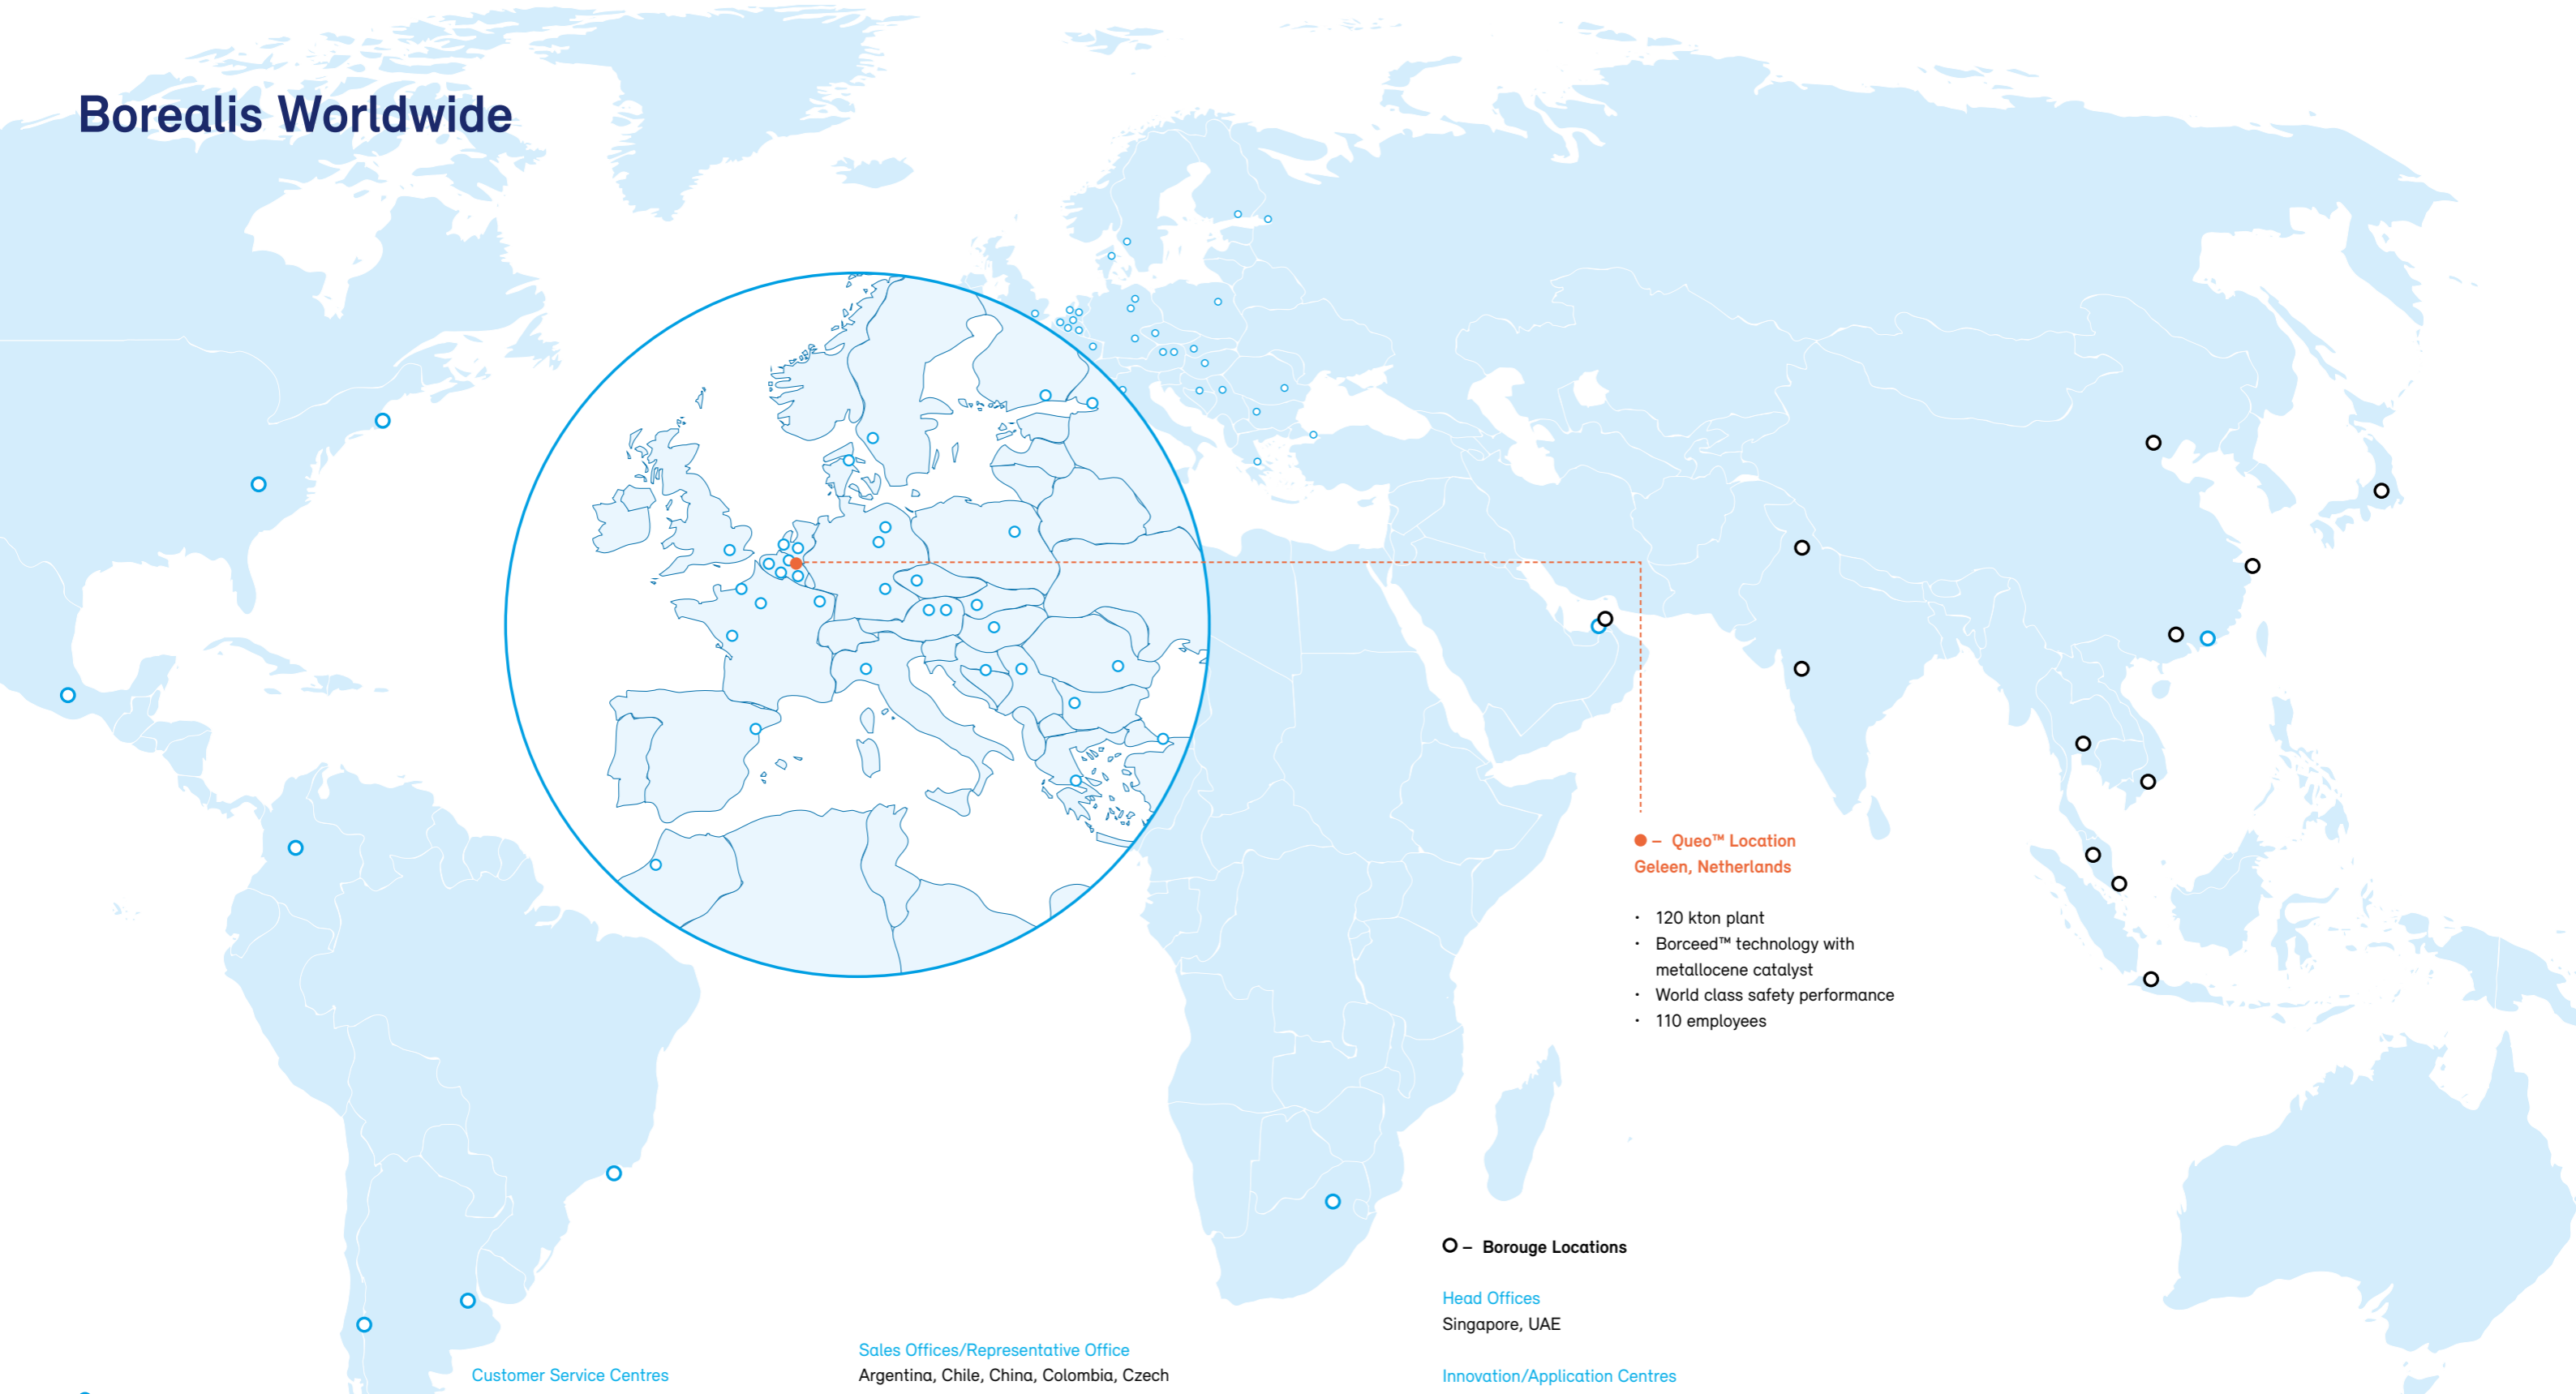 Borealis Worldwide
– Queo™ Location
Geleen, Netherlands
• 120 kton plant
• Borceed™ technology with
metallocene catalyst
• World class safety performance
• 110 employees
– Borouge Locations
Head Offices
Singapore, UAE
Innovation/Application Centres
Sales Offices/Representative Office
Argentina, Chile, China, Colombia, Czech
Customer Service Centres